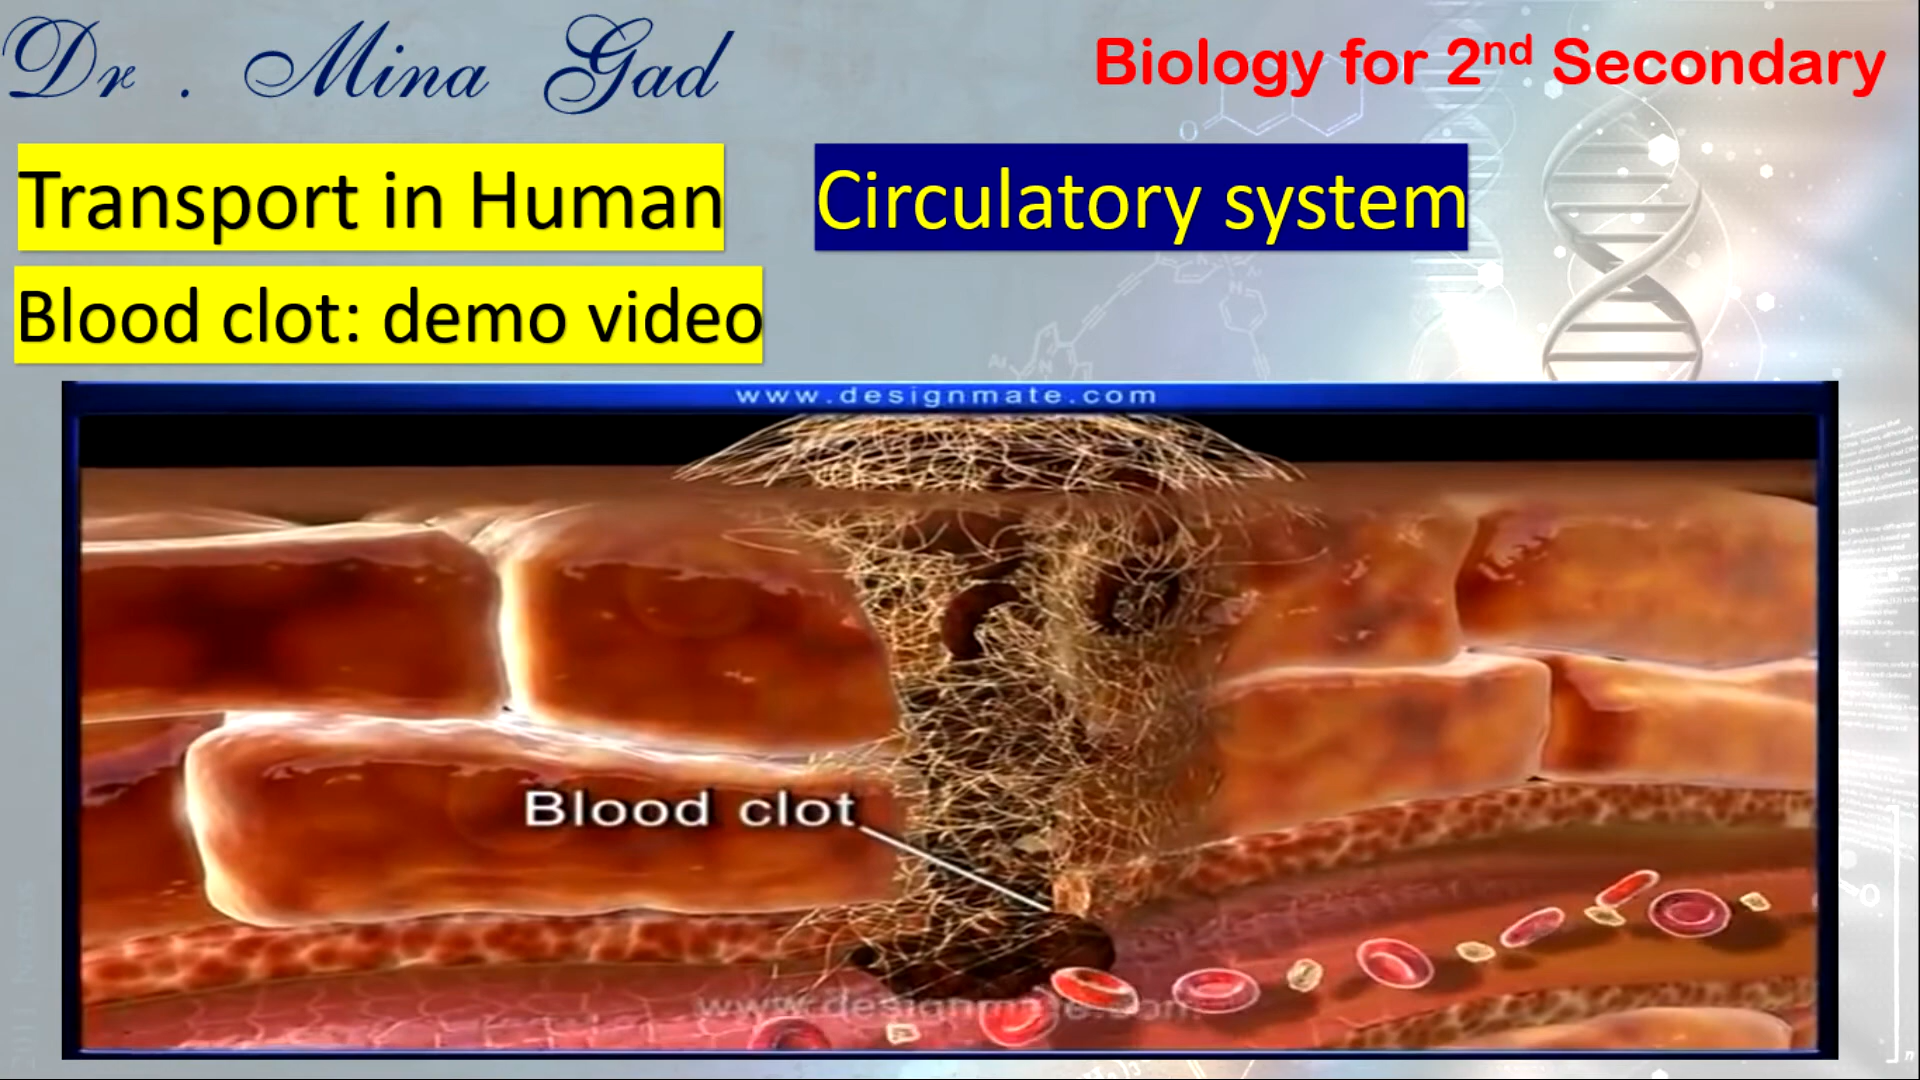 Dr . Mina Gad
Biology for 2nd Secondary
Transport in Human
Circulatory system
Blood clot: demo video
www.designmate.com
Blood clot
www.designmate.com